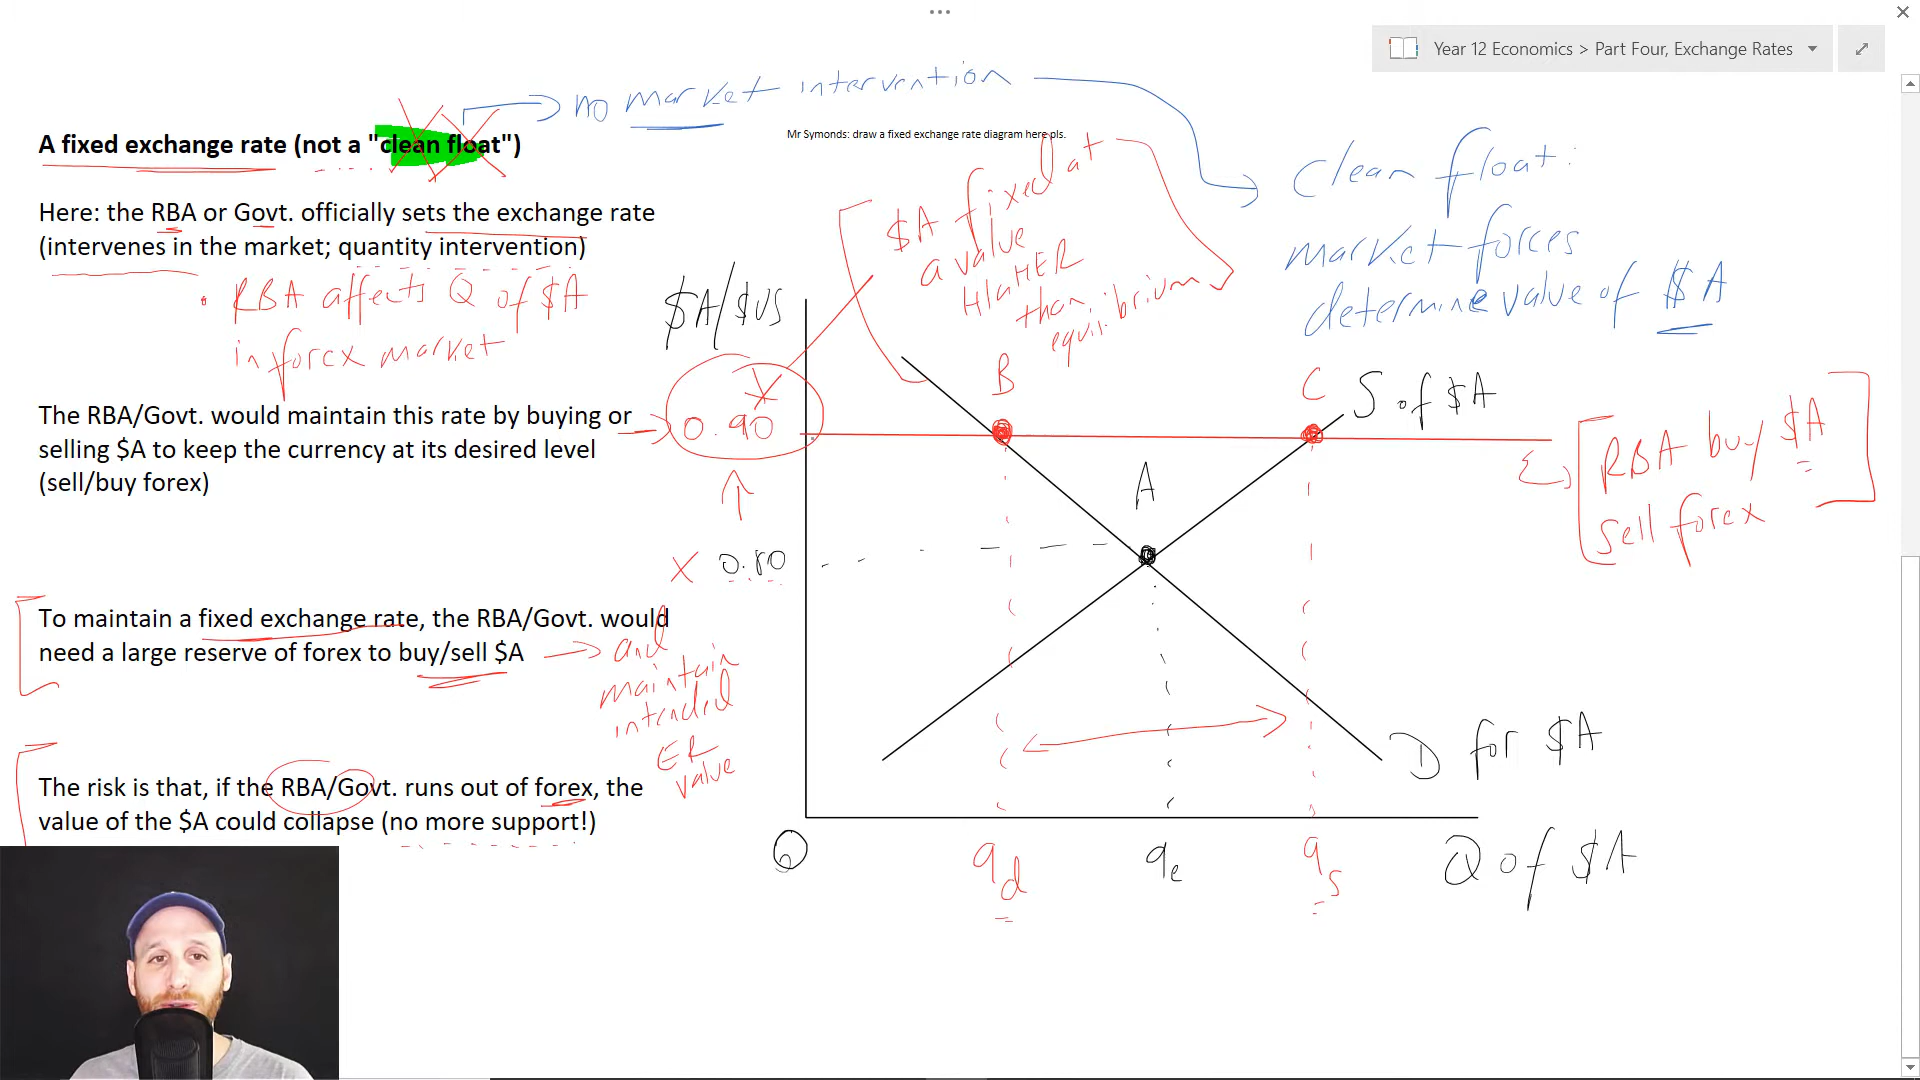 Year 12 Economics > Part Four, Exchange Rates
no market intervention
A fixed exchange rate (not a "clean float")
Mr Symonds: draw a fixed exchange rate diagram here pls.
Here: the RBA or Govt. officially sets the exchange rate
(intervenes in the market; quantity intervention)
• RBA affects Q of $A
in forex market
The RBA/Govt. would maintain this rate by buying or
selling $A to keep the currency at its desired level
(sell/buy forex)
To maintain a fixed exchange rate, the RBA/Govt. would
need a large reserve of forex to buy/sell $A
and
maintain
intended
ER
value
The risk is that, if the RBA/Govt. runs out of forex, the
value of the $A could collapse (no more support!)
$A/$US
$A fixed at
a value
HIGHER
than
equilibrium
Clean float:
market forces
determine value of $A
B
C
S of $A
0.90
RBA buy $A
sell forex
A
X 0.80
D for $A
Q
qd
qe
qs
Q of $A